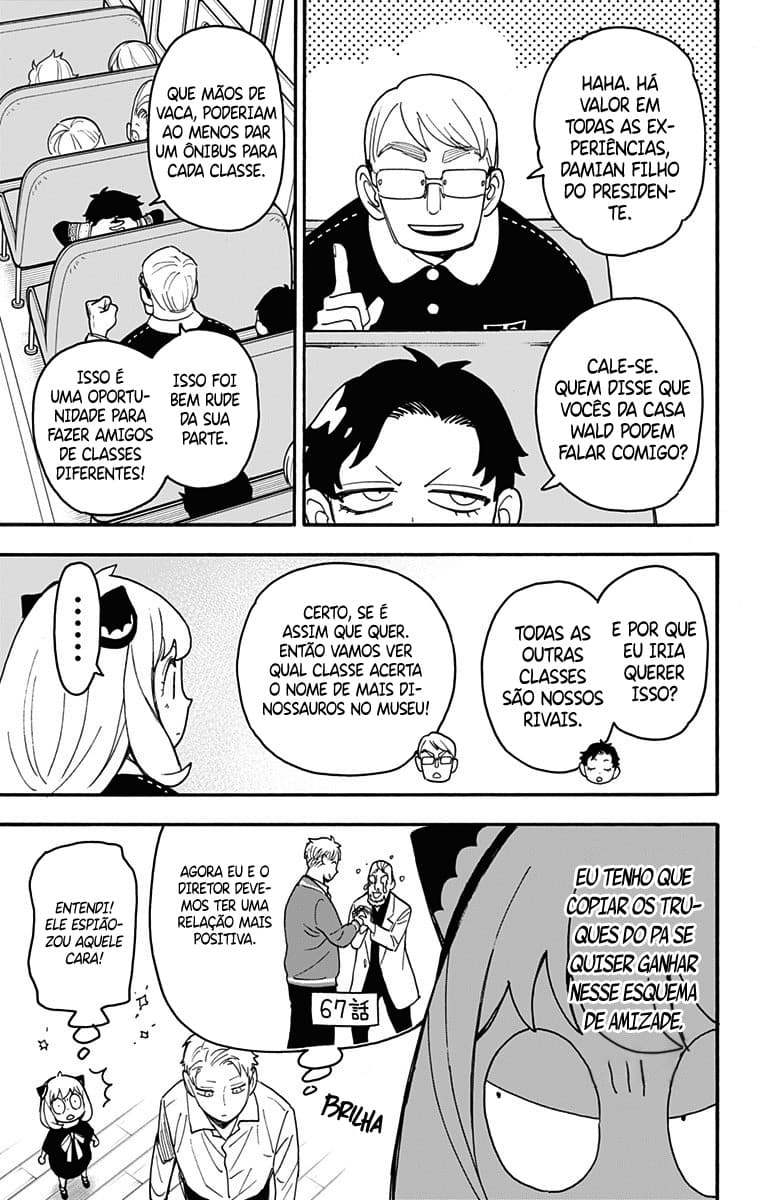 HAHA. HÁ
VALOR EM
TODAS AS EX-
PERIÊNCIAS,
DAMIAN FILHO
DO PRESIDEN-
TE.
CALE-SE.
QUEM DISSE QUE
VOCÊS DA CASA
WALD PODEM
FALAR COMIGO?
QUE MÃOS DE
VACA, PODERIAM
AO MENOS DAR
UM ÔNIBUS PARA
CADA CLASSE.
ISSO FOI
BEM RUDE
DA SUA
PARTE.
ISSO É
UMA OPORTU-
NIDADE PARA
FAZER AMIGOS
DE CLASSES
DIFERENTES!
E POR QUE
EU IRIA
QUERER
ISSO?
TODAS AS
OUTRAS
CLASSES
SÃO NOSSOS
RIVAIS.
CERTO, SE É
ASSIM QUE QUER.
ENTÃO VAMOS VER
QUAL CLASSE ACERTA
O NOME DE MAIS DI-
NOSSAUROS NO MUSEU!
......
EU TENHO QUE
COPIAR OS TRU-
QUES DO PA SE
QUISER GANHAR
NESSE ESQUEMA
DE AMIZADE.
AGORA EU E O
DIRETOR DEVE-
MOS TER UMA
RELAÇÃO MAIS
POSITIVA.
67話
BRILHA
ENTENDI!
ELE ESPIÃO-
ZOU AQUELE
CARA!